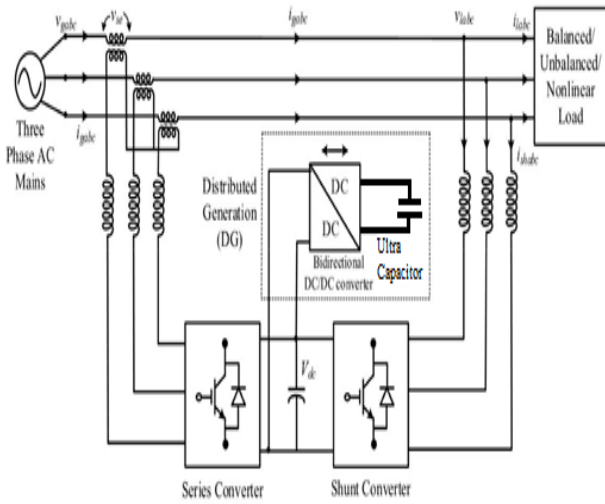 v_gabc
v_se
i_gabc
v_labc
i_labc
Balanced/
Unbalanced/
Nonlinear
Load
i_gabc
Three
Phase AC
Mains
i_shabc
Distributed
Generation
(DG)
DC
DC
Ultra
Capacitor
Bidirectional
DC/DC converter
V_dc
Series Converter
Shunt Converter